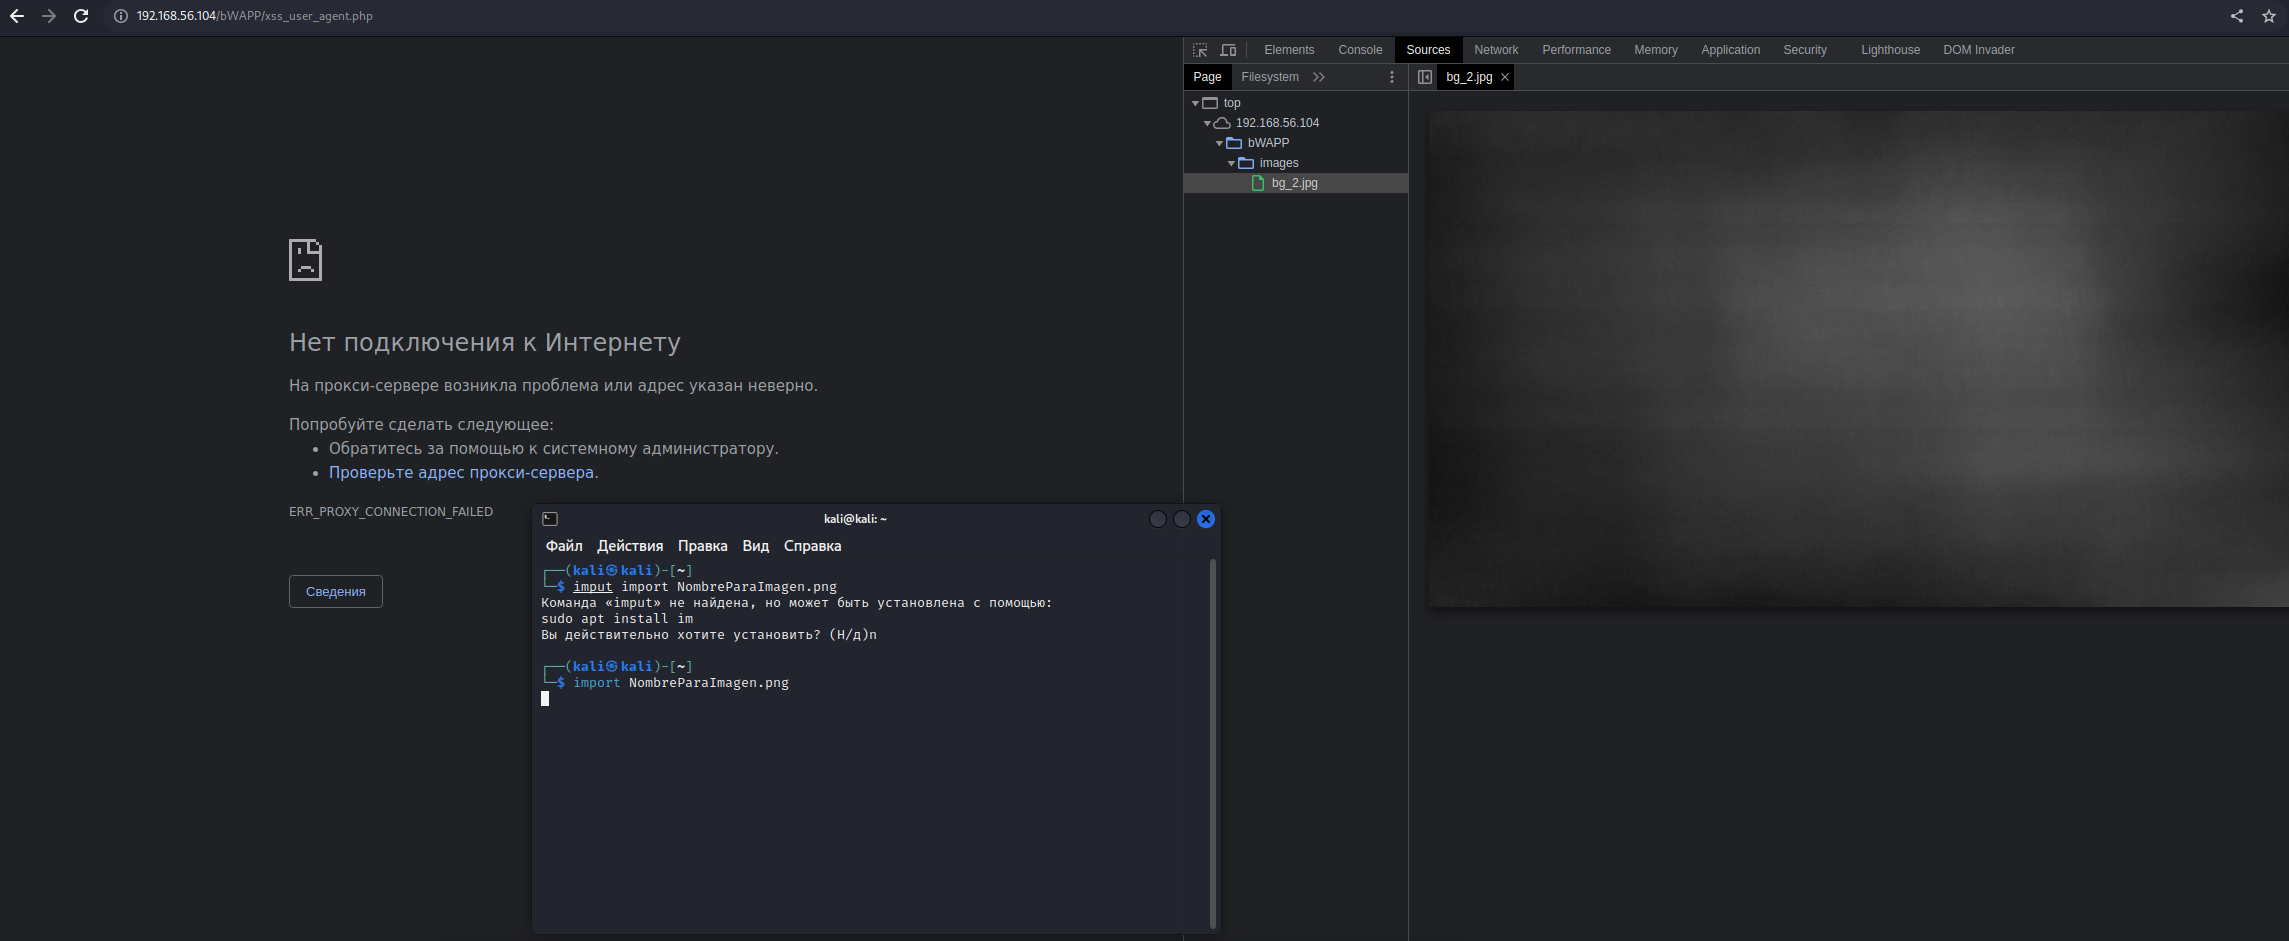 192.168.56.104/bWAPP/xss_user_agent.php
Elements Console Sources Network Performance Memory Application Security Lighthouse DOM Invader
Page Filesystem
bg_2.jpg
top
192.168.56.104
bWAPP
images
bg_2.jpg
Нет подключения к Интернету
На прокси-сервере возникла проблема или адрес указан неверно.
Попробуйте сделать следующее:
• Обратитесь за помощью к системному администратору.
• Проверьте адрес прокси-сервера.
ERR_PROXY_CONNECTION_FAILED
Сведения
kali@kali: ~
Файл Действия Правка Вид Справка
┌──(kali㉿kali)-[~]
└─$ imput import NombreParaImagen.png
Команда «imput» не найдена, но может быть установлена с помощью:
sudo apt install im
Вы действительно хотите установить? (Н/д)n
┌──(kali㉿kali)-[~]
└─$ import NombreParaImagen.png